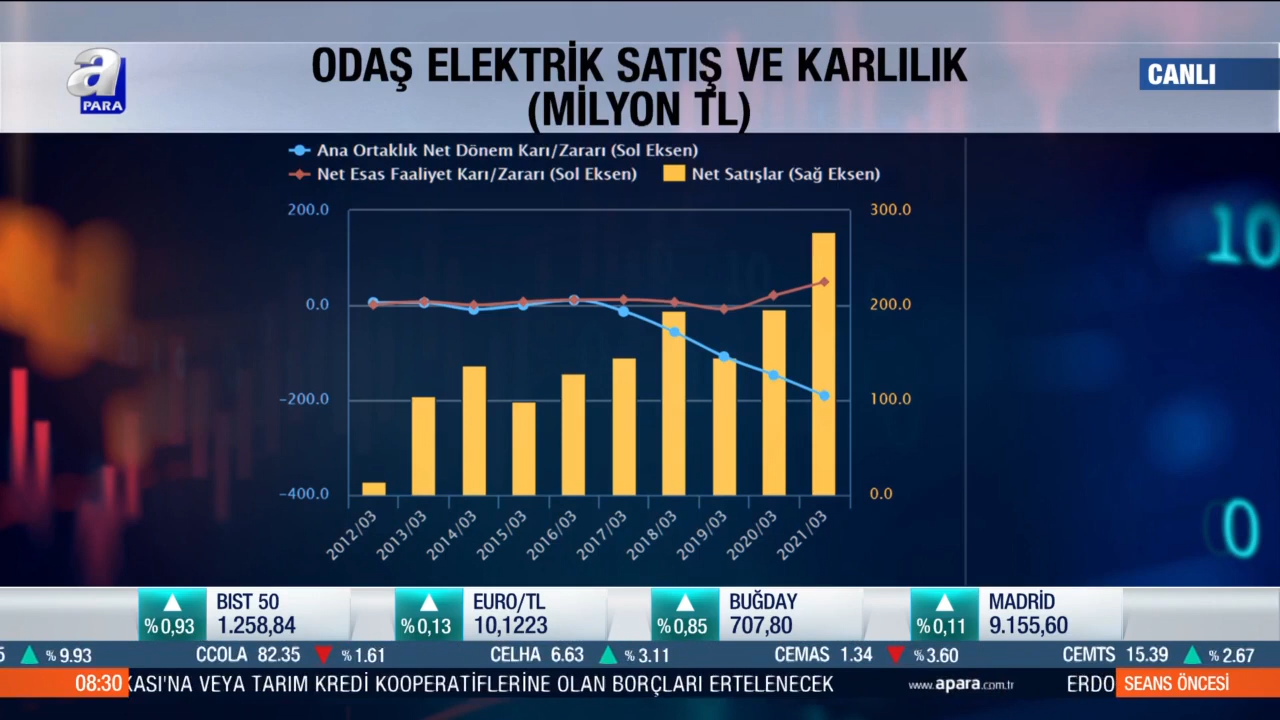 a
PARA
ODAŞ ELEKTRİK SATIŞ VE KARLILIK
(MİLYON TL)
CANLI
Ana Ortaklık Net Dönem Karı/Zararı (Sol Eksen)
Net Esas Faaliyet Karı/Zararı (Sol Eksen) Net Satışlar (Sağ Eksen)
200.0 300.0
0.0 200.0
-200.0 100.0
-400.0 0.0
2012/03 2013/03 2014/03 2015/03 2016/03 2017/03 2018/03 2019/03 2020/03 2021/03
10
0
%0,93 BIST 50 1.258,84
%0,13 EURO/TL 10,1223
%0,85 BUĞDAY 707,80
%0,11 MADRİD 9.155,60
5 %9.93 CCOLA 82.35 %1.61 CELHA 6.63 %3.11 CEMAS 1.34 %3.60 CEMTS 15.39 %2.67
08:30 KASI'NA VEYA TARIM KREDİ KOOPERATİFLERİNE OLAN BORÇLARI ERTELENECEK www.apara.com.tr ERDO SEANS ÖNCESİ